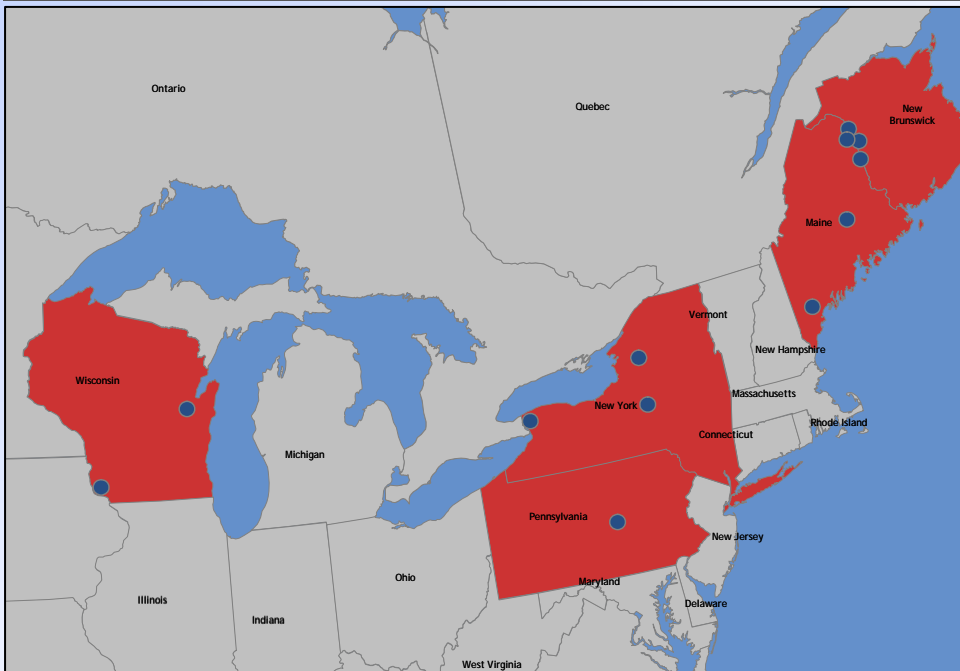 Ontario
Quebec
New
Brunswick
Maine
Vermont
New Hampshire
Wisconsin
Massachusetts
New York
Rhode Island
Connecticut
Michigan
Pennsylvania
New Jersey
Ohio
Maryland
Illinois
Delaware
Indiana
West Virginia